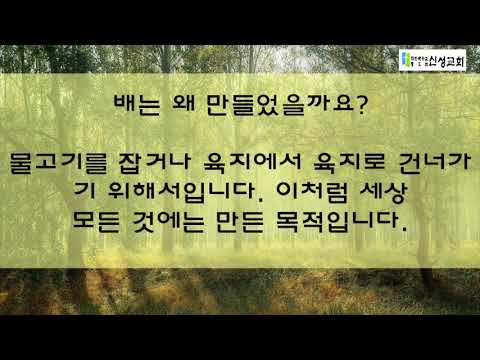 신성교회
배는 왜 만들었을까요?
물고기를 잡거나 육지에서 육지로 건너가
기 위해서입니다. 이처럼 세상
모든 것에는 만든 목적입니다.